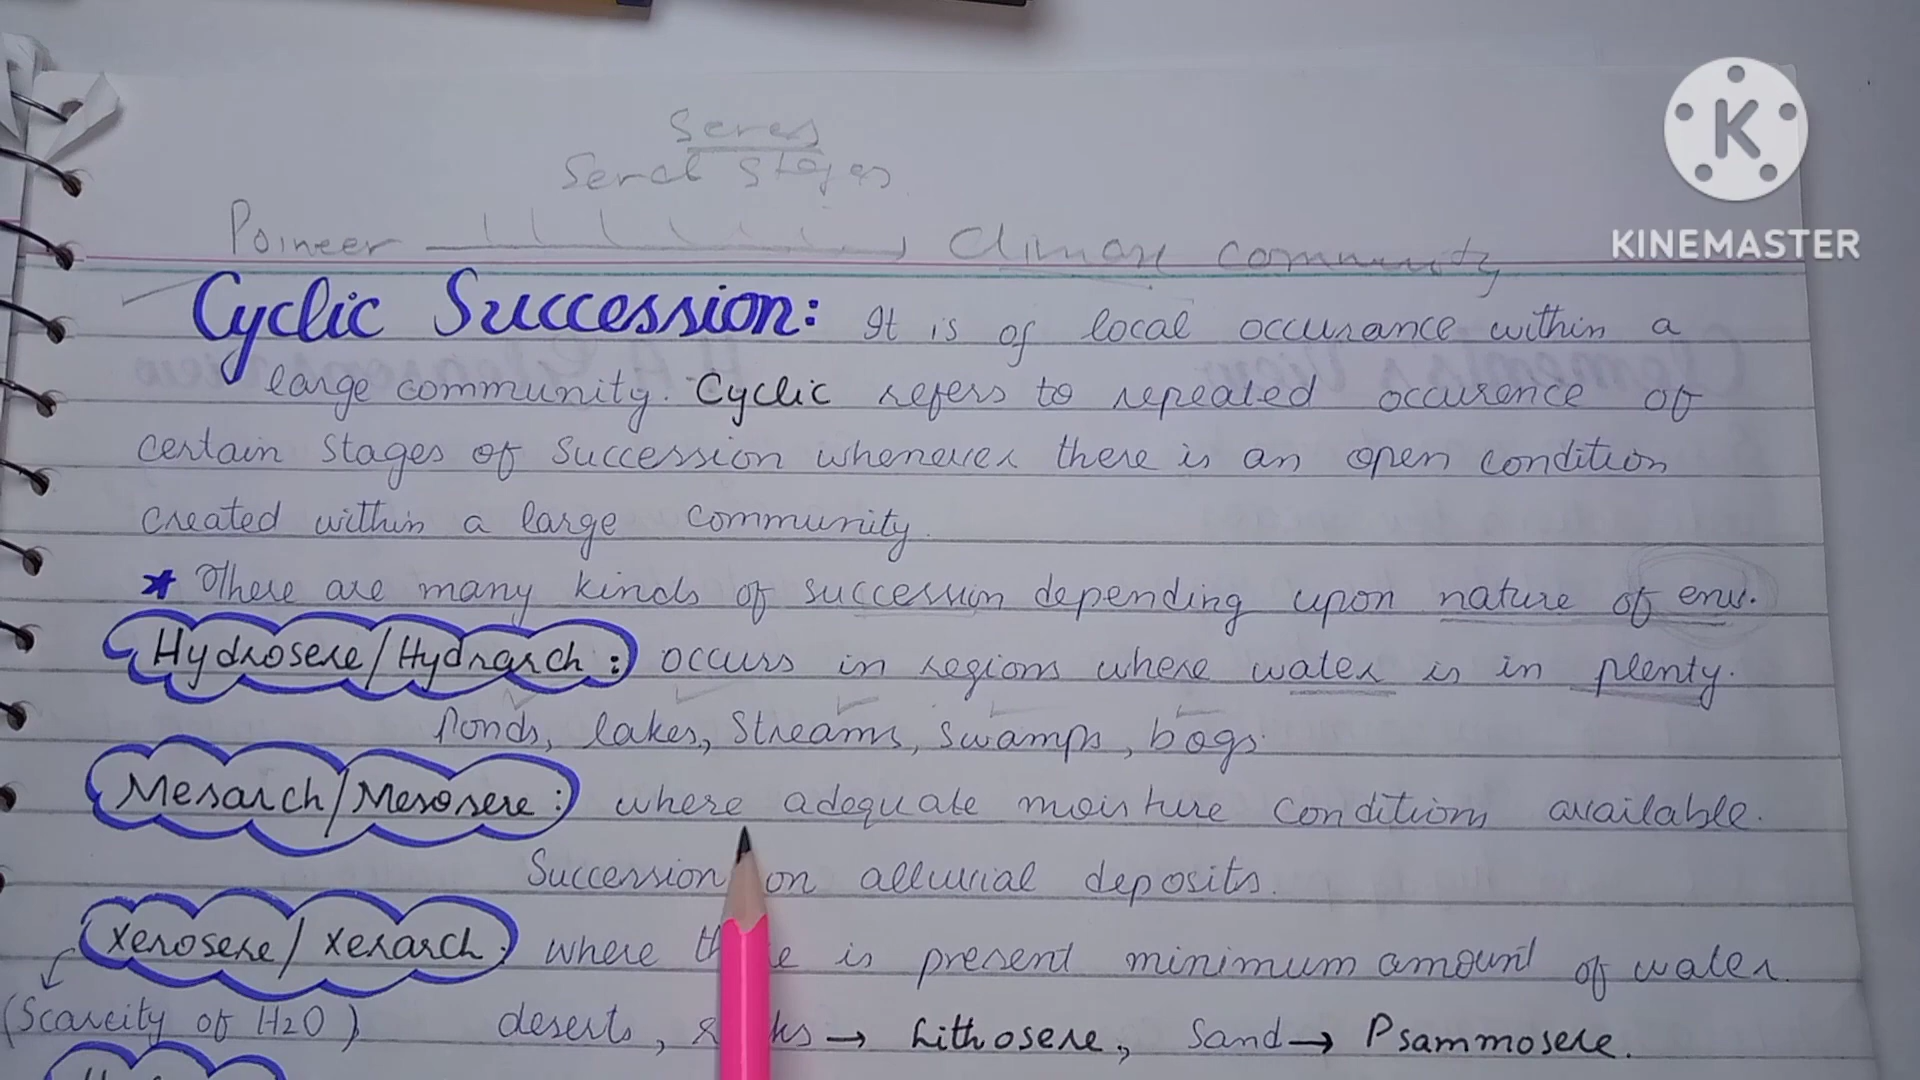 Seres
Seral stages
Poineer Climax community
KINEMASTER
Cyclic Succession: It is of local occurance within a
large community. Cyclic refers to repeated occurence of
certain stages of succession whenever there is an open condition
created within a large community.
* There are many kinds of succession depending upon nature of env.
Hydrosere/Hydrarch: occurs in regions where water is in plenty.
Ponds, lakes, streams, swamps, bogs.
Mesarch/Mesosere: where adequate moisture conditions available.
Succession on alluvial deposits.
Xerosere/Xerarch: where is present minimum amount of water.
(Scarcity of H2O) deserts, → Lithosere, Sand → Psammosere.